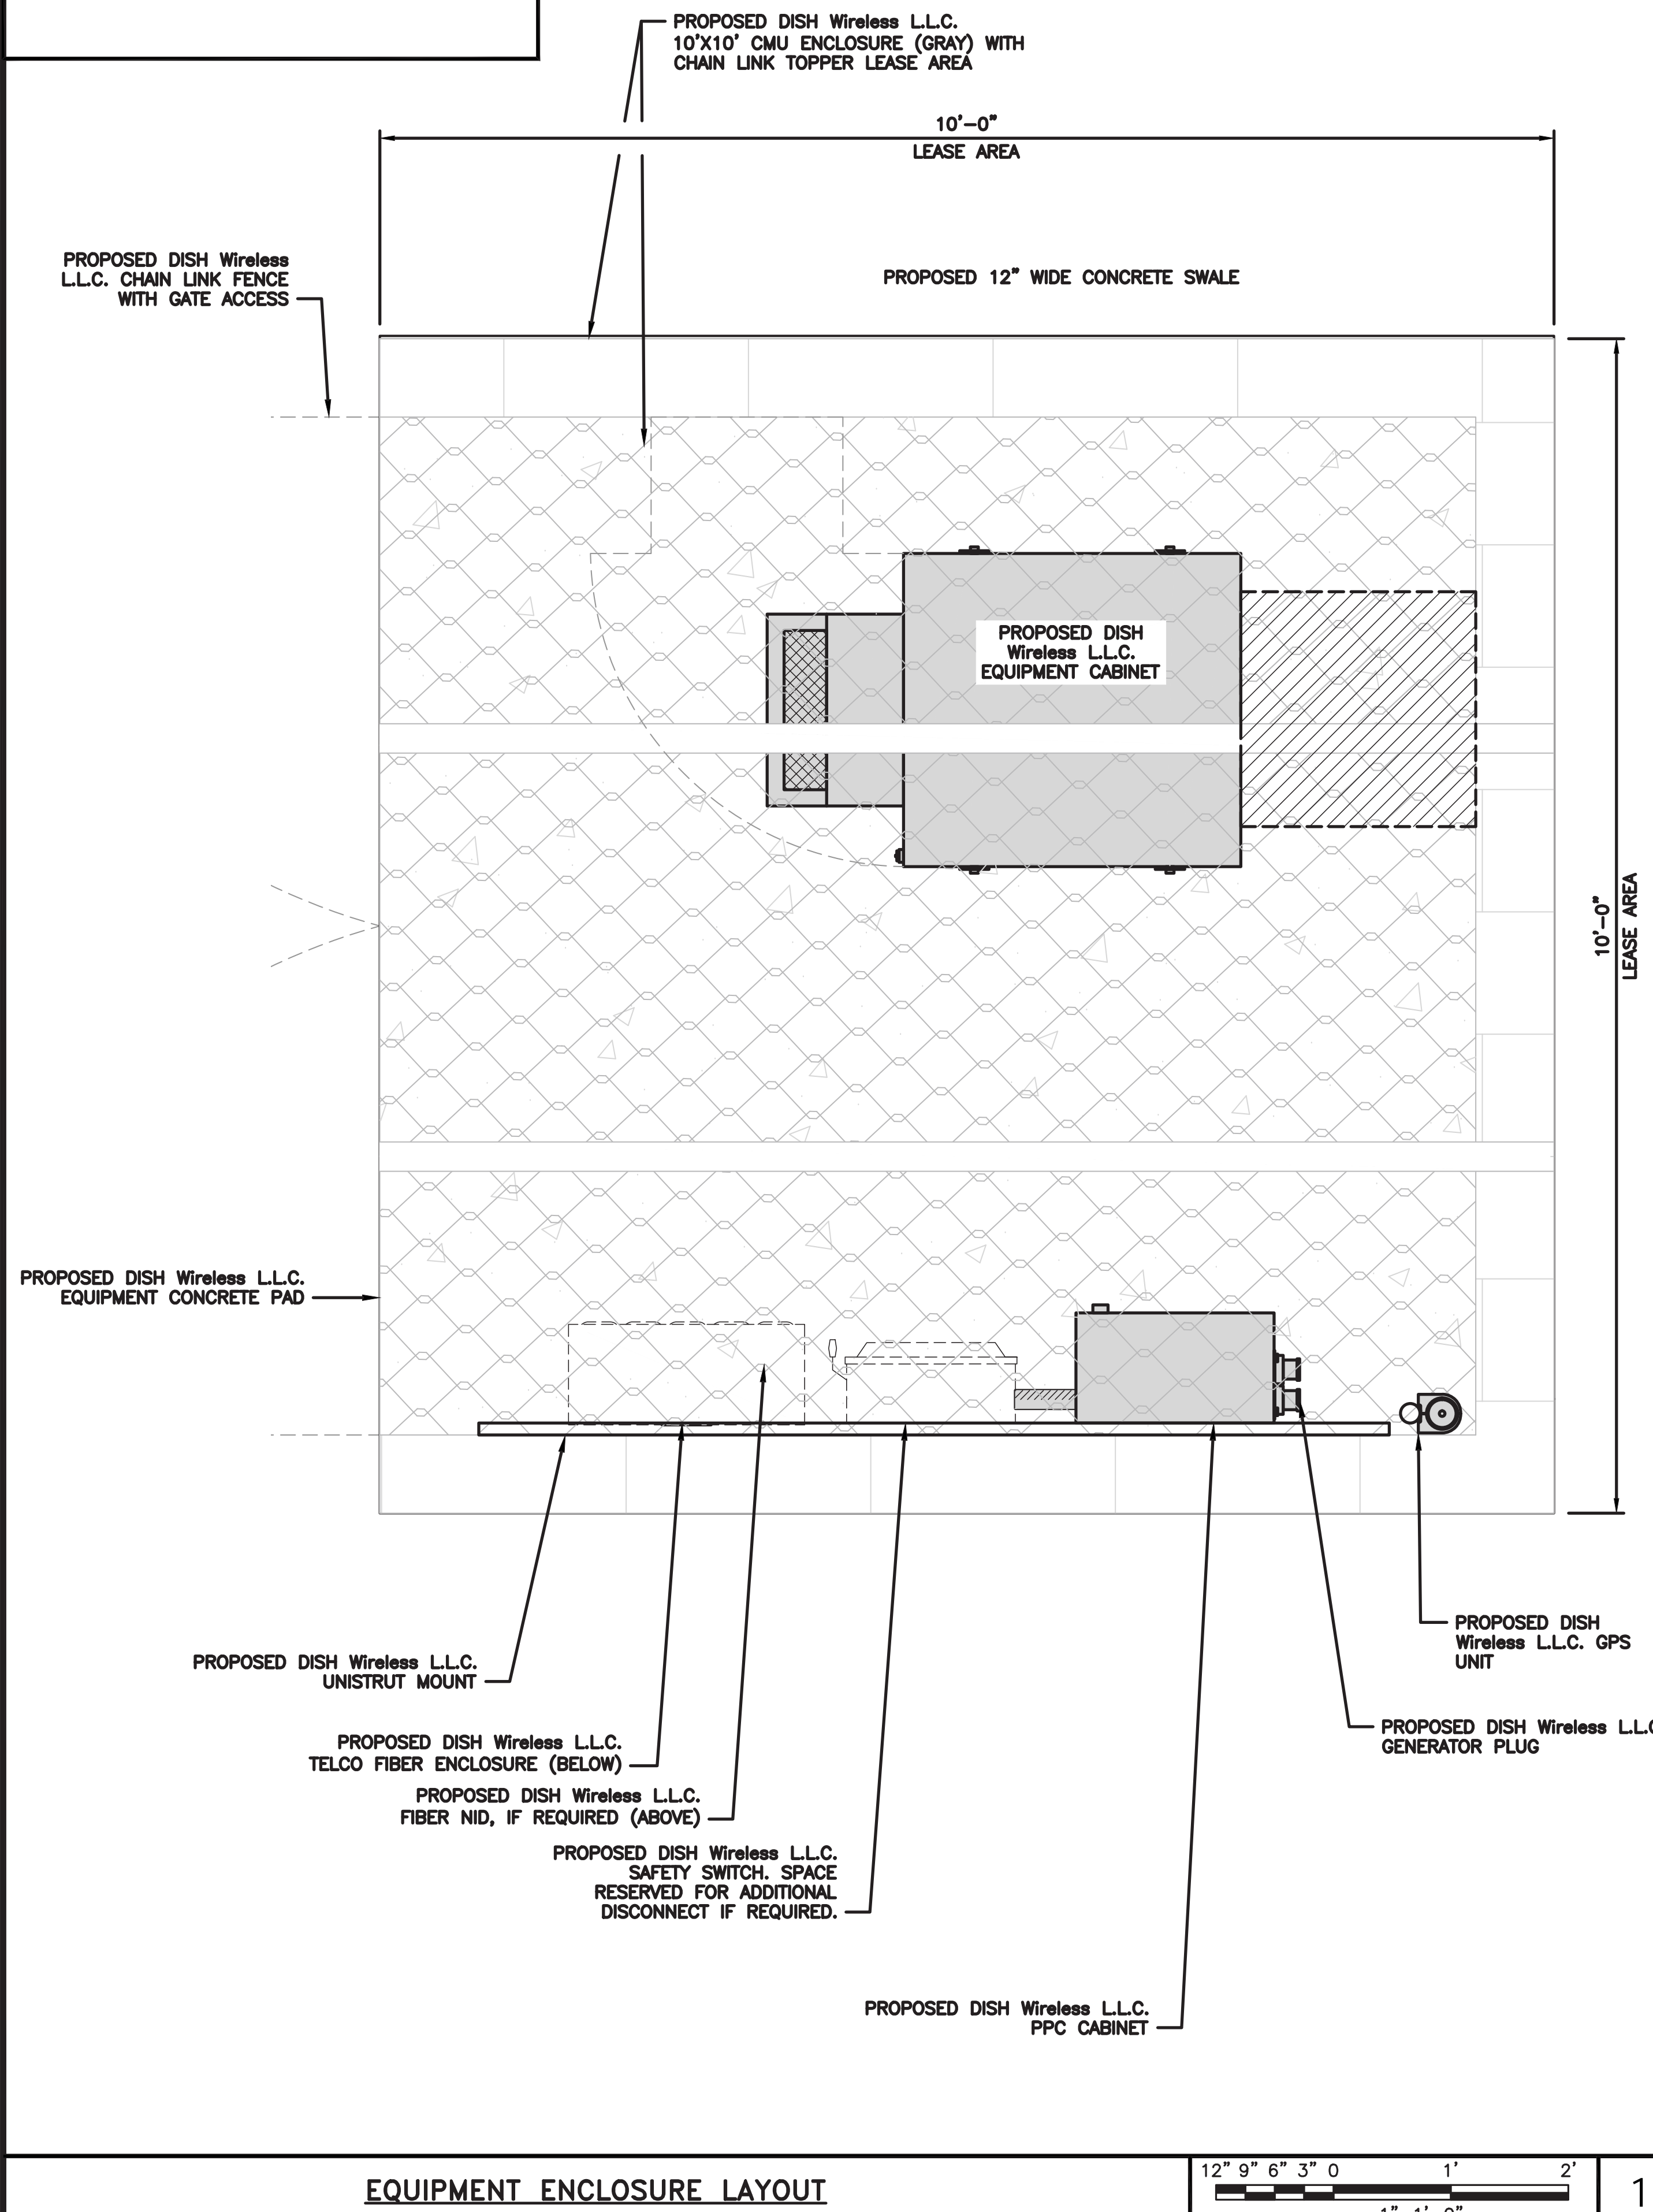 PROPOSED DISH Wireless L.L.C.
10'X10' CMU ENCLOSURE (GRAY) WITH
CHAIN LINK TOPPER LEASE AREA
10'-0"
LEASE AREA
PROPOSED DISH Wireless
L.L.C. CHAIN LINK FENCE
WITH GATE ACCESS
PROPOSED 12" WIDE CONCRETE SWALE
PROPOSED DISH
Wireless L.L.C.
EQUIPMENT CABINET
10'-0"
LEASE AREA
PROPOSED DISH Wireless L.L.C.
EQUIPMENT CONCRETE PAD
PROPOSED DISH
Wireless L.L.C. GPS
UNIT
PROPOSED DISH Wireless L.L.C.
UNISTRUT MOUNT
PROPOSED DISH Wireless L.L.C
GENERATOR PLUG
PROPOSED DISH Wireless L.L.C.
TELCO FIBER ENCLOSURE (BELOW)
PROPOSED DISH Wireless L.L.C.
FIBER NID, IF REQUIRED (ABOVE)
PROPOSED DISH Wireless L.L.C.
SAFETY SWITCH. SPACE
RESERVED FOR ADDITIONAL
DISCONNECT IF REQUIRED.
PROPOSED DISH Wireless L.L.C.
PPC CABINET
EQUIPMENT ENCLOSURE LAYOUT
12" 9" 6" 3" 0 1' 2'
1